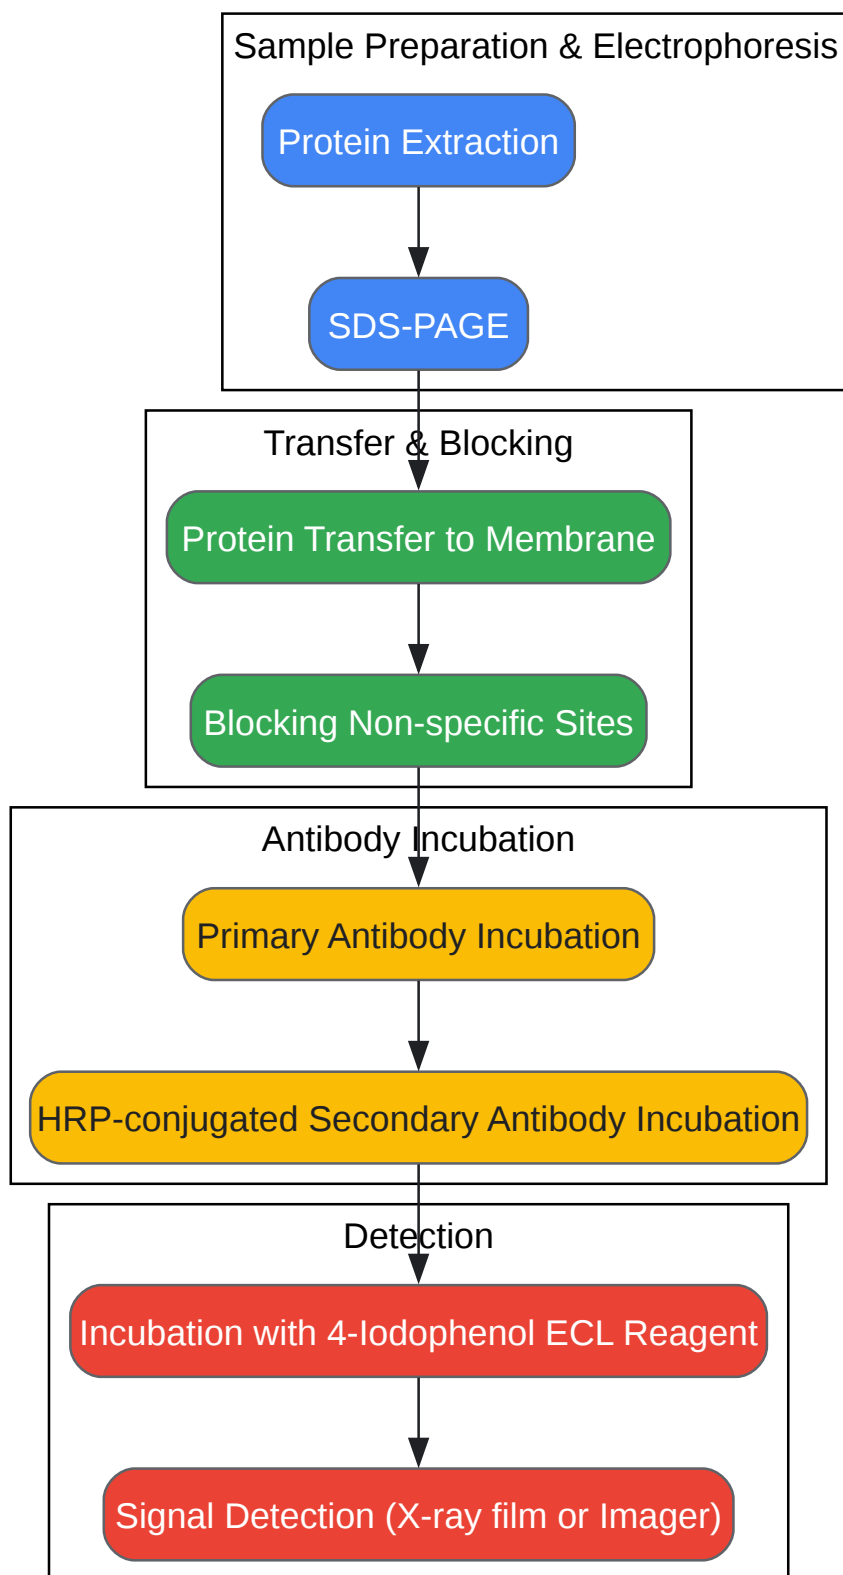 Sample Preparation & Electrophoresis
Protein Extraction
SDS-PAGE
Transfer & Blocking
Protein Transfer to Membrane
Blocking Non-specific Sites
Antibody Incubation
Primary Antibody Incubation
HRP-conjugated Secondary Antibody Incubation
Detection
Incubation with 4-Iodophenol ECL Reagent
Signal Detection (X-ray film or Imager)